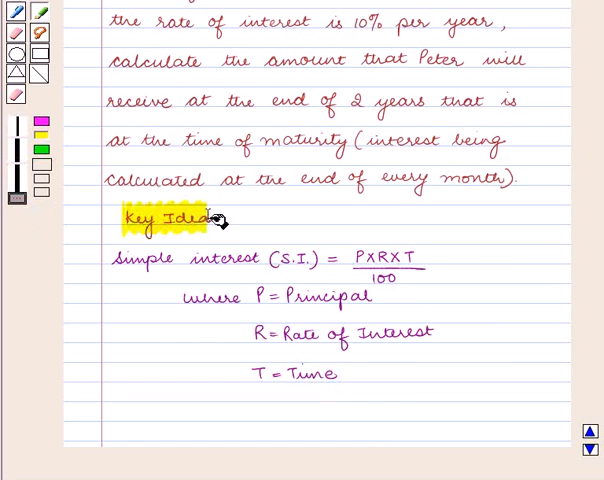 the rate of interest is 10% per year,
calculate the amount that Peter will
receive at the end of 2 years that is
at the time of maturity (interest being
calculated at the end of every month).
Key Idea
Simple interest (S.I.) = P×R×T
100
where P = Principal
R = Rate of Interest
T = Time